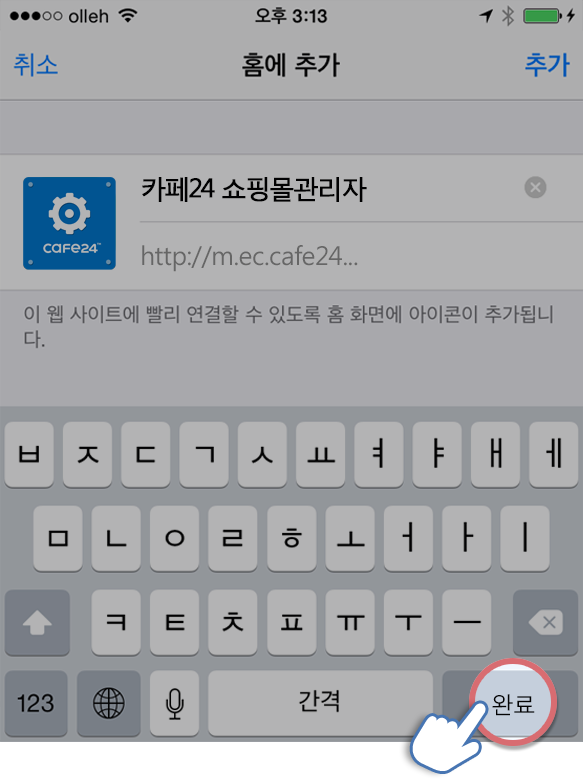 olleh 오후 3:13
취소 홈에 추가 추가
카페24 쇼핑몰관리자
CAFE24™
http://m.ec.cafe24...
이 웹 사이트에 빨리 연결할 수 있도록 홈 화면에 아이콘이 추가됩니
다.
ㅂ ㅈ ㄷ ㄱ ㅅ ㅛ ㅕ ㅑ ㅐ ㅔ
ㅁ ㄴ ㅇ ㄹ ㅎ ㅗ ㅓ ㅏ ㅣ
ㅋ ㅌ ㅊ ㅍ ㅠ ㅜ ㅡ
123 간격 완료